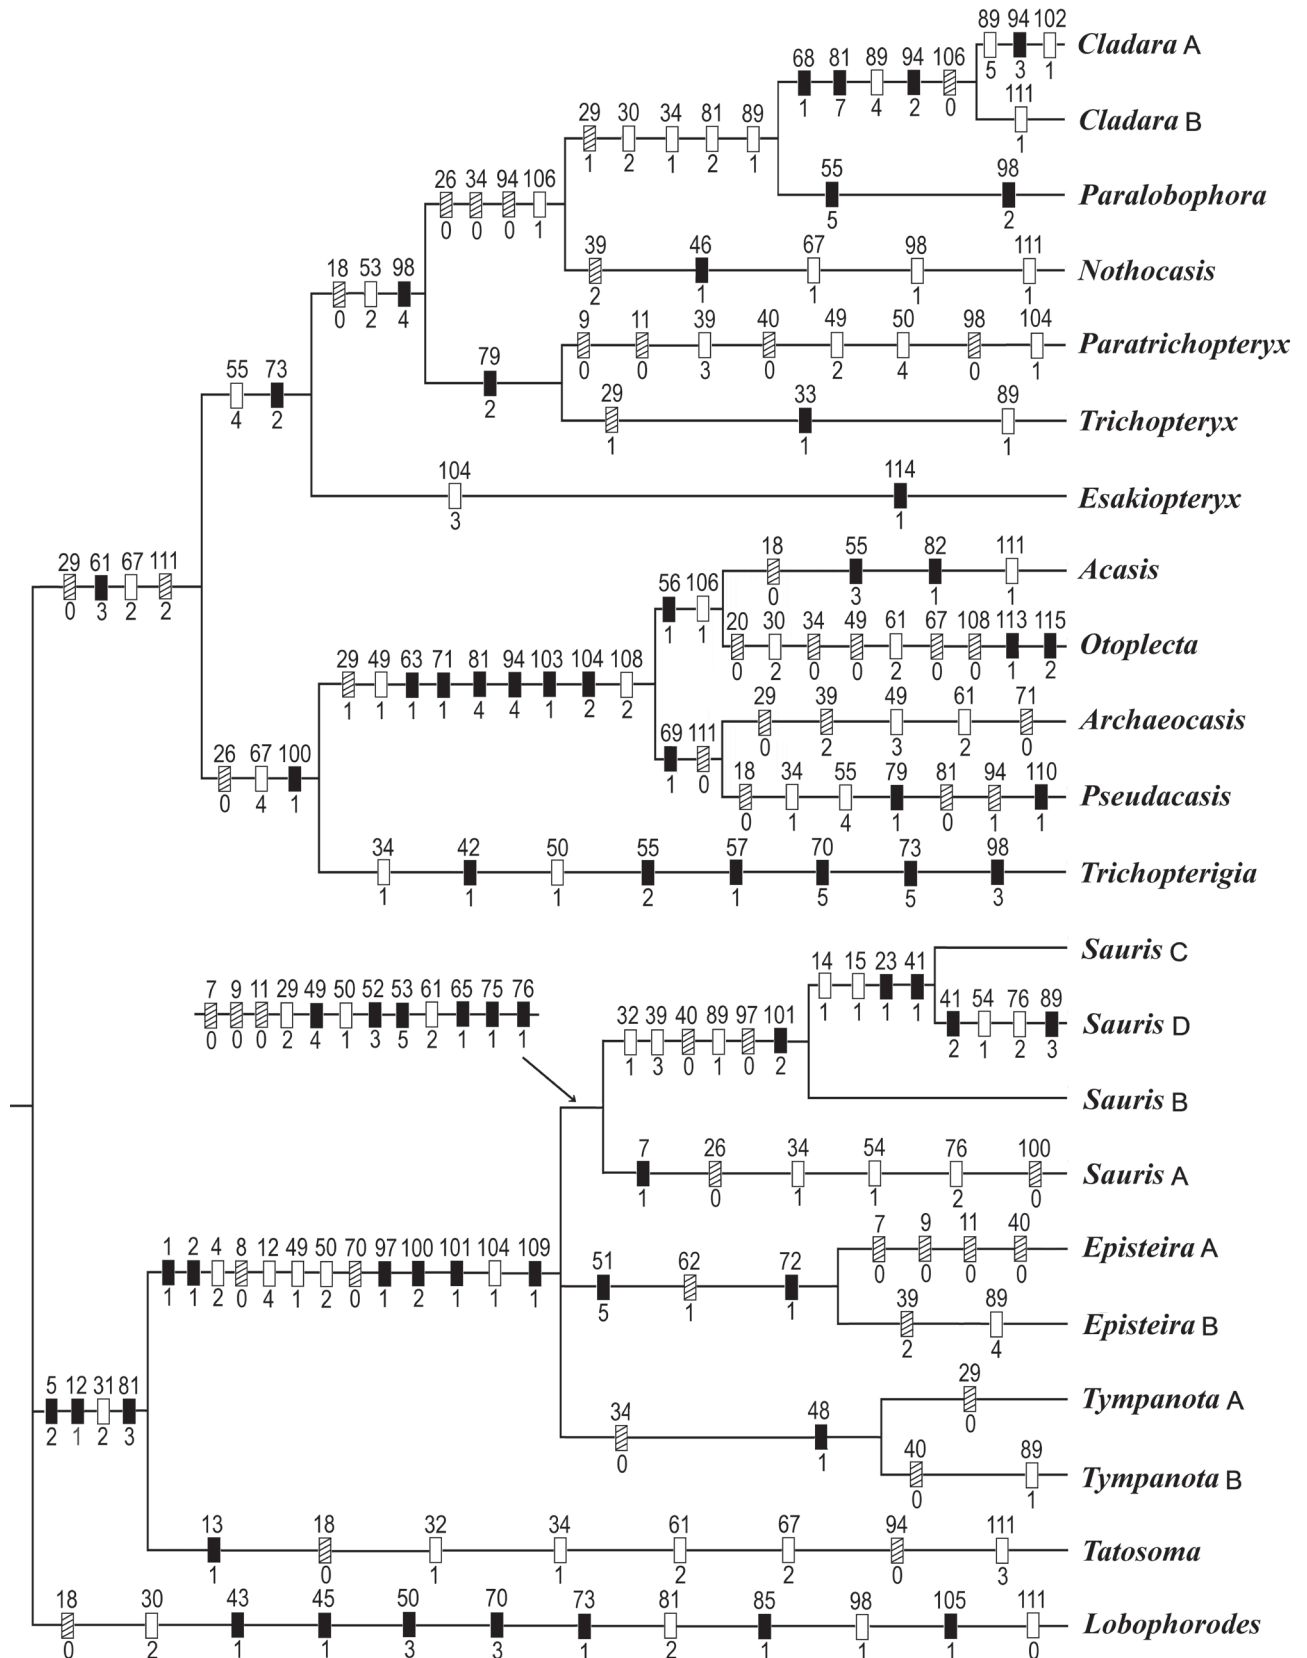 89 94 102
5 3 1
Cladara A
68 81 89 94 106
1 7 4 2 0
111
1
Cladara B
29 30 34 81 89
1 2 1 2 1
55 98
5 2
Paralobophora
26 34 94 106
0 0 0 1
39 46 67 98 111
2 1 1 1 1
Nothocasis
18 53 98
0 2 4
9 11 39 40 49 50 98 104
0 0 3 0 2 4 0 1
Paratrichopteryx
79
2
29 33 89
1 1 1
Trichopteryx
55 73
4 2
104 114
3 1
Esakiopteryx
29 61 67 111
0 3 2 2
18 55 82 111
0 3 1 1
Acasis
56 106
1 1
20 30 34 49 61 67 108 113 115
0 2 0 0 2 0 0 1 2
Otoplecta
29 49 63 71 81 94 103 104 108
1 1 1 1 4 4 1 2 2
29 39 49 61 71
0 2 3 2 0
Archaeocasis
69 111
1 0
26 67 100
0 4 1
18 34 55 79 81 94 110
0 1 4 1 0 1 1
Pseudacasis
34 42 50 55 57 70 73 98
1 1 1 2 1 5 5 3
Trichopterigia
Sauris C
14 15 23 41
1 1 1 1
7 9 11 29 49 50 52 53 61 65 75 76
0 0 0 2 4 1 3 5 2 1 1 1
41 54 76 89
2 1 2 3
Sauris D
32 39 40 89 97 101
1 3 0 1 0 2
Sauris B
7 26 34 54 76 100
1 0 1 1 2 0
Sauris A
1 2 4 8 12 49 50 70 97 100 101 104 109
1 1 2 0 4 1 2 0 1 2 1 1 1
7 9 11 40
0 0 0 0
Episteira A
51 62 72
5 1 1
39 89
2 4
Episteira B
5 12 31 81
2 1 2 3
29
0
Tympanota A
34 48
0 1
40 89
0 1
Tympanota B
13 18 32 34 61 67 94 111
1 0 1 1 2 2 0 3
Tatosoma
18 30 43 45 50 70 73 81 85 98 105 111
0 2 1 1 3 3 1 2 1 1 1 0
Lobophorodes